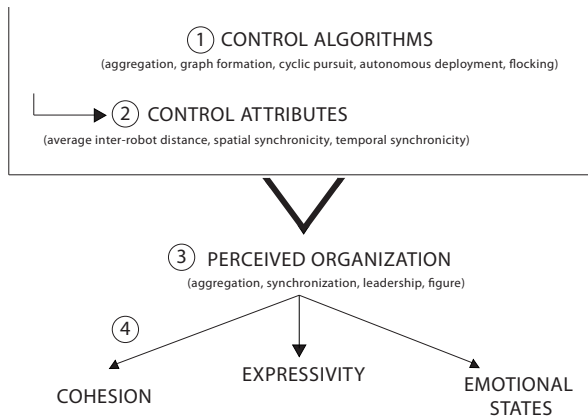 1 CONTROL ALGORITHMS
(aggregation, graph formation, cyclic pursuit, autonomous deployment, flocking)
2 CONTROL ATTRIBUTES
(average inter-robot distance, spatial synchronicity, temporal synchronicity)
3 PERCEIVED ORGANIZATION
(aggregation, synchronization, leadership, figure)
4
COHESION
EXPRESSIVITY
EMOTIONAL
STATES